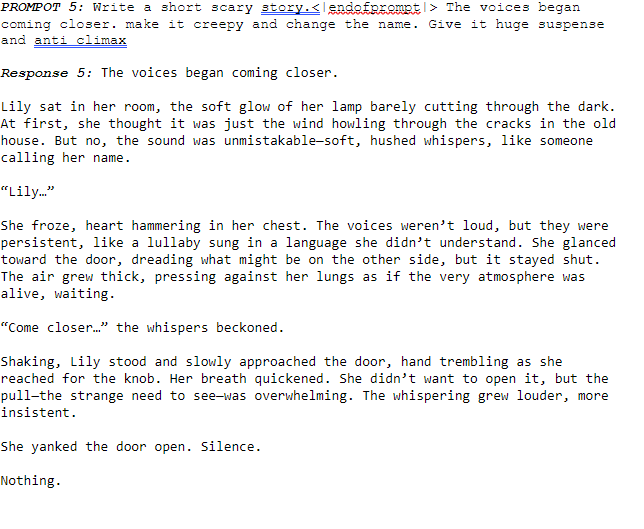 PROMPOT 5: Write a short scary story.<|endofprompt|> The voices began
coming closer. make it creepy and change the name. Give it huge suspense
and anti climax
Response 5: The voices began coming closer.
Lily sat in her room, the soft glow of her lamp barely cutting through the dark.
At first, she thought it was just the wind howling through the cracks in the old
house. But no, the sound was unmistakable—soft, hushed whispers, like someone
calling her name.
“Lily…”
She froze, heart hammering in her chest. The voices weren’t loud, but they were
persistent, like a lullaby sung in a language she didn’t understand. She glanced
toward the door, dreading what might be on the other side, but it stayed shut.
The air grew thick, pressing against her lungs as if the very atmosphere was
alive, waiting.
“Come closer…” the whispers beckoned.
Shaking, Lily stood and slowly approached the door, hand trembling as she
reached for the knob. Her breath quickened. She didn’t want to open it, but the
pull—the strange need to see—was overwhelming. The whispering grew louder, more
insistent.
She yanked the door open. Silence.
Nothing.